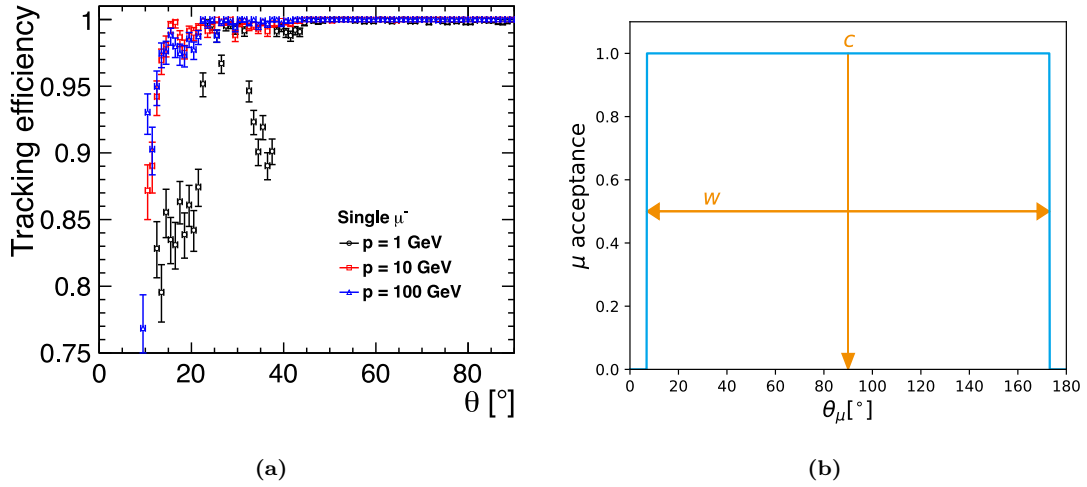 1
0.95
0.9
0.85
0.8
0.75
0 20 40 60 80
Tracking efficiency
θ [°]
Single μ⁻
p = 1 GeV
p = 10 GeV
p = 100 GeV
(a)
1.0
0.8
0.6
0.4
0.2
0.0
0 20 40 60 80 100 120 140 160 180
μ acceptance
θμ[°]
c
w
(b)